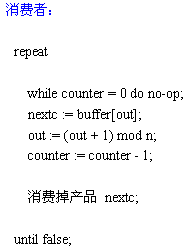 消费者：
repeat
while counter = 0 do no-op;
nextc := buffer[out];
out := (out + 1) mod n;
counter := counter - 1;
消费掉产品 nextc;
until false;